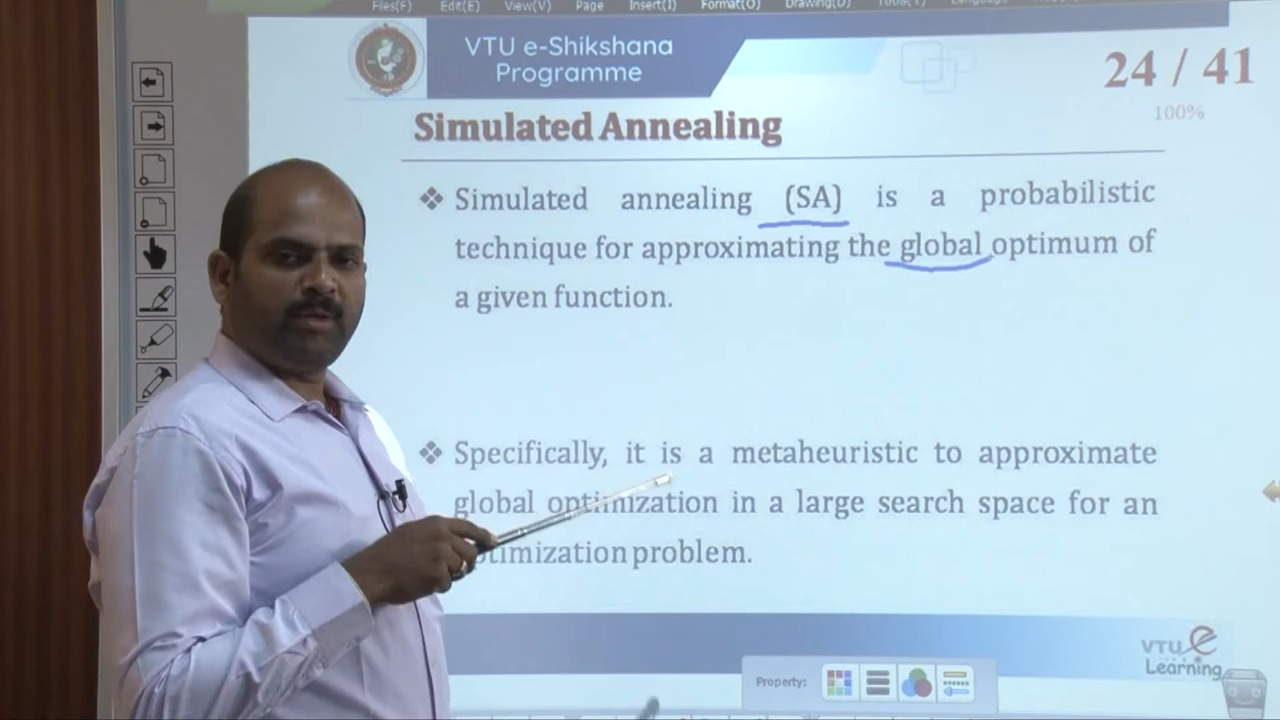 Files(F) Edit(E) View(V) Page Insert(I) Format(O) Drawing(D) Tools(T) Language
VTU e-Shikshana
Programme
24 / 41
100%
Simulated Annealing
❖ Simulated annealing (SA) is a probabilistic
technique for approximating the global optimum of
a given function.
❖ Specifically, it is a metaheuristic to approximate
global optimization in a large search space for an
optimization problem.
VTU e
Learning
Property: